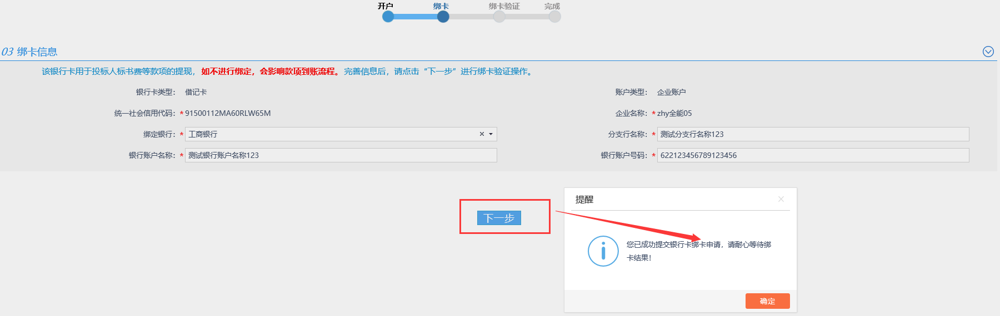 开户 绑卡 绑卡验证 完成
03 绑卡信息
该银行卡用于投标人标书费等款项的提现，如不进行绑定，会影响款项到账流程。完善信息后，请点击“下一步”进行绑卡验证操作。
银行卡类型： 借记卡 账户类型： 企业账户
统一社会信用代码：*91500112MA60RLW65M 企业名称：*zhy全能05
绑定银行：* 工商银行 × 分支行名称：* 测试分支行名称123
银行账户名称：* 测试银行账户名称123 银行账户号码：* 622123456789123456
提醒 ×
下一步
您已成功提交银行卡绑卡申请，请耐心等待绑
卡结果！
确定